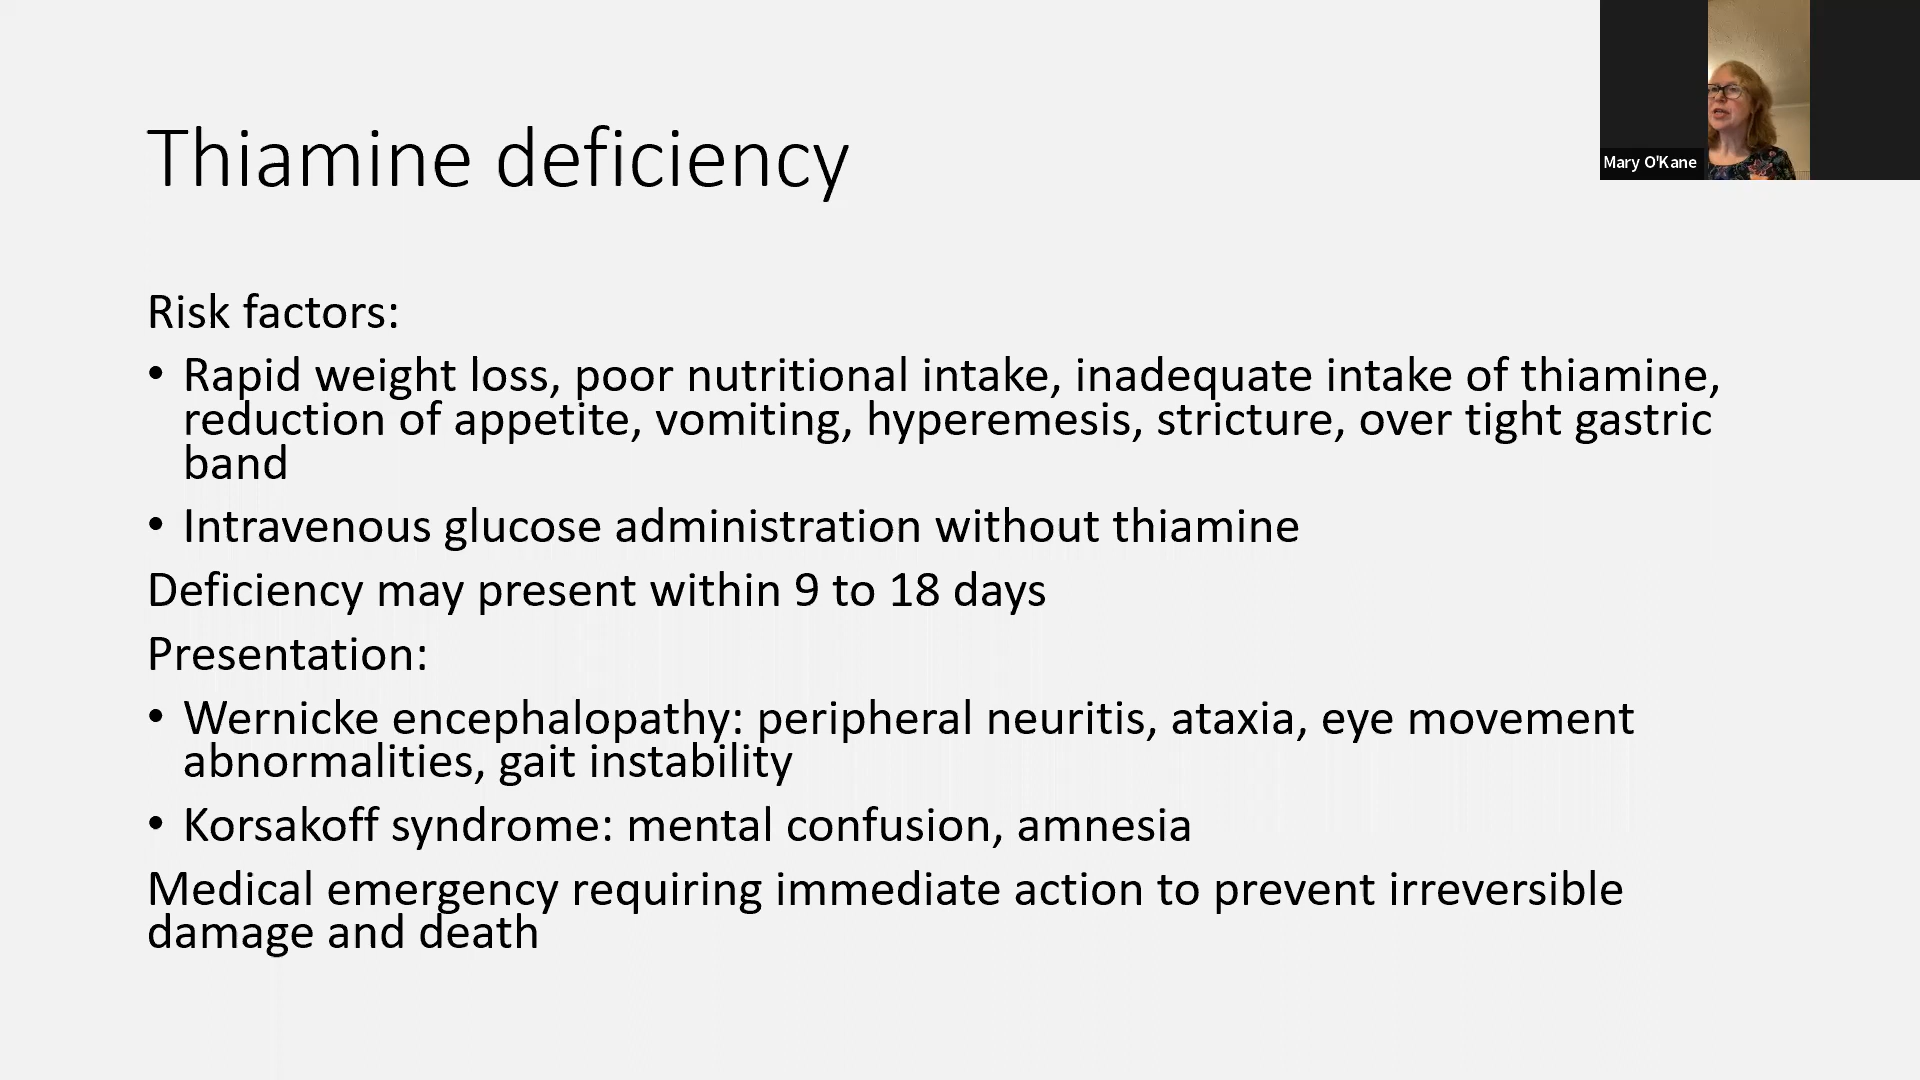 Thiamine deficiency
Mary O'Kane
Risk factors:
• Rapid weight loss, poor nutritional intake, inadequate intake of thiamine,
reduction of appetite, vomiting, hyperemesis, stricture, over tight gastric
band
• Intravenous glucose administration without thiamine
Deficiency may present within 9 to 18 days
Presentation:
• Wernicke encephalopathy: peripheral neuritis, ataxia, eye movement
abnormalities, gait instability
• Korsakoff syndrome: mental confusion, amnesia
Medical emergency requiring immediate action to prevent irreversible
damage and death